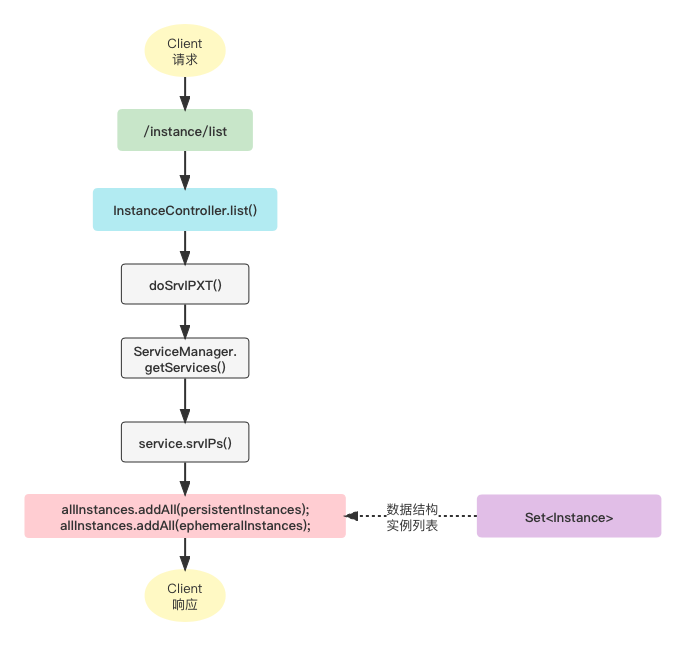 Client
请求
/instance/list
InstanceController.list()
doSrvIPXT()
ServiceManager.
getServices()
service.srvIPs()
allInstances.addAll(persistentInstances);
allInstances.addAll(ephemeralInstances);
数据结构
实例列表
Set<Instance>
Client
响应